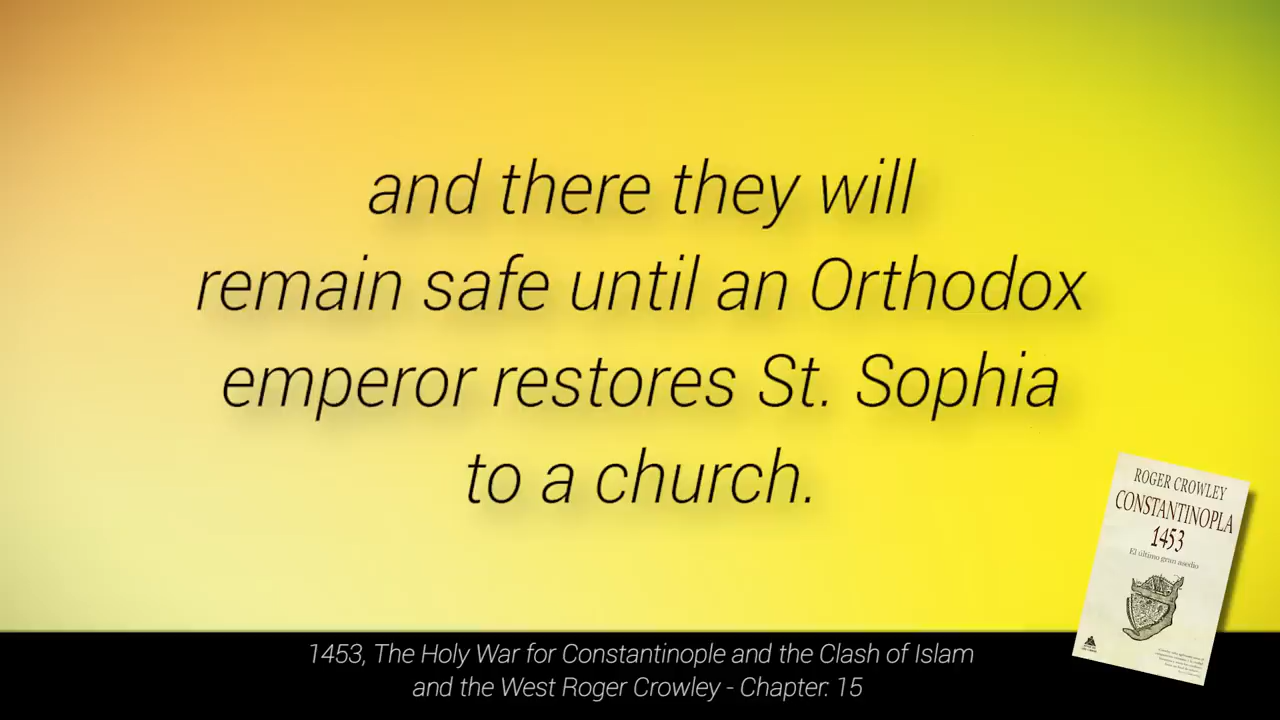 and there they will
remain safe until an Orthodox
emperor restores St. Sophia
to a church.
ROGER CROWLEY
CONSTANTINOPLA
1453
El último gran asedio
1453, The Holy War for Constantinople and the Clash of Islam
and the West Roger Crowley - Chapter: 15